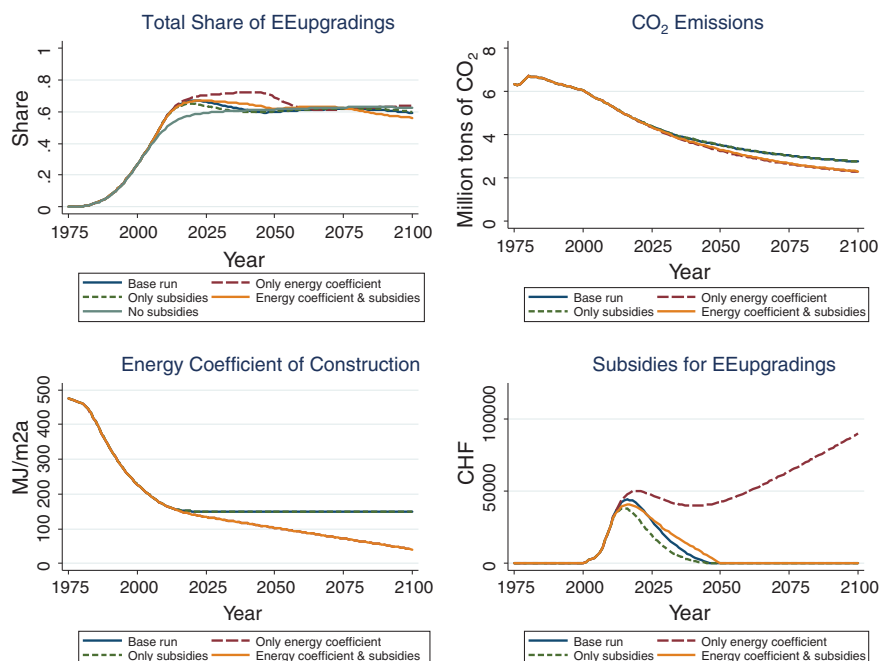 Total Share of EEupgradings
Share
0 .2 .4 .6 .8 1
1975 2000 2025 2050 2075 2100
Year
Base run Only energy coefficient
Only subsidies Energy coefficient & subsidies
No subsidies
CO₂ Emissions
Million tons of CO₂
0 2 4 6 8
1975 2000 2025 2050 2075 2100
Year
Base run Only energy coefficient
Only subsidies Energy coefficient & subsidies
Energy Coefficient of Construction
MJ/m2a
0 100 200 300 400 500
1975 2000 2025 2050 2075 2100
Year
Base run Only energy coefficient
Only subsidies Energy coefficient & subsidies
Subsidies for EEupgradings
CHF
0 50000 100000
1975 2000 2025 2050 2075 2100
Year
Base run Only energy coefficient
Only subsidies Energy coefficient & subsidies